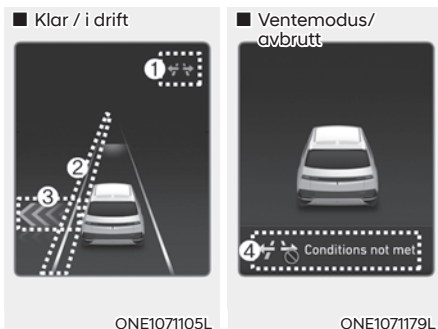 ■ Klar / i drift
1
2
3
ONE1071105L
■ Ventemodus/
avbrutt
4 Conditions not met
ONE1071179L